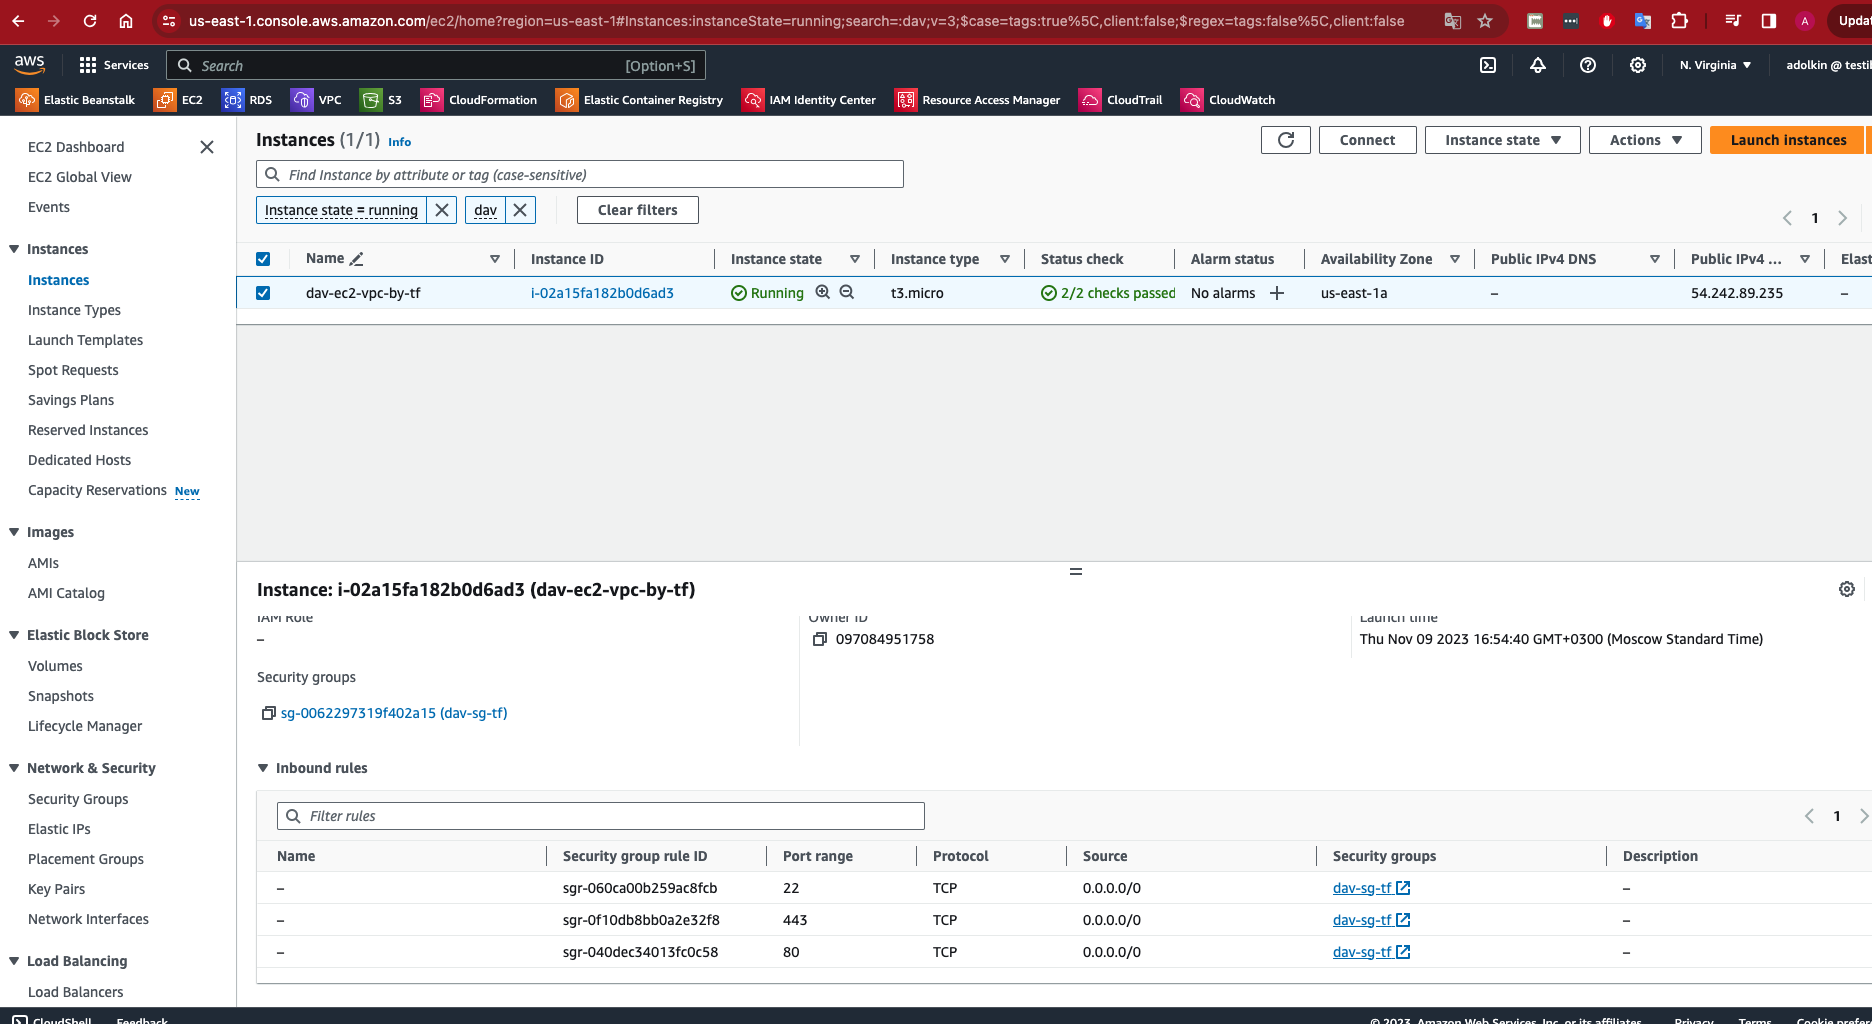 us-east-1.console.aws.amazon.com/ec2/home?region=us-east-1#Instances:instanceState=running;search=:dav;v=3;$case=tags:true%5C,client:false;$regex=tags:false%5C,client:false
A
aws Services Search [Option+S] N. Virginia
Elastic Beanstalk EC2 RDS VPC S3 CloudFormation Elastic Container Registry IAM Identity Center Resource Access Manager CloudTrail CloudWatch
EC2 Dashboard
EC2 Global View
Events
Instances
Instances
Instance Types
Launch Templates
Spot Requests
Savings Plans
Reserved Instances
Dedicated Hosts
Capacity Reservations New
Images
AMIs
AMI Catalog
Elastic Block Store
Volumes
Snapshots
Lifecycle Manager
Network & Security
Security Groups
Elastic IPs
Placement Groups
Key Pairs
Network Interfaces
Load Balancing
Load Balancers
Instances (1/1) Info Connect Instance state Actions Launch instances
Find Instance by attribute or tag (case-sensitive)
Instance state = running dav Clear filters
1
Name Instance ID Instance state Instance type Status check Alarm status Availability Zone Public IPv4 DNS Public IPv4 ... Elast
dav-ec2-vpc-by-tf i-02a15fa182b0d6ad3 Running t3.micro 2/2 checks passed No alarms + us-east-1a – 54.242.89.235 –
Instance: i-02a15fa182b0d6ad3 (dav-ec2-vpc-by-tf)
IAM Role Owner ID Launch time
– 097084951758 Thu Nov 09 2023 16:54:40 GMT+0300 (Moscow Standard Time)
Security groups
sg-0062297319f402a15 (dav-sg-tf)
Inbound rules
Filter rules
1
Name Security group rule ID Port range Protocol Source Security groups Description
– sgr-060ca00b259ac8fcb 22 TCP 0.0.0.0/0 dav-sg-tf –
– sgr-0f10db8bb0a2e32f8 443 TCP 0.0.0.0/0 dav-sg-tf –
– sgr-040dec34013fc0c58 80 TCP 0.0.0.0/0 dav-sg-tf –
CloudShell Feedback © 2023, Amazon Web Services, Inc. or its affiliates. Privacy Terms